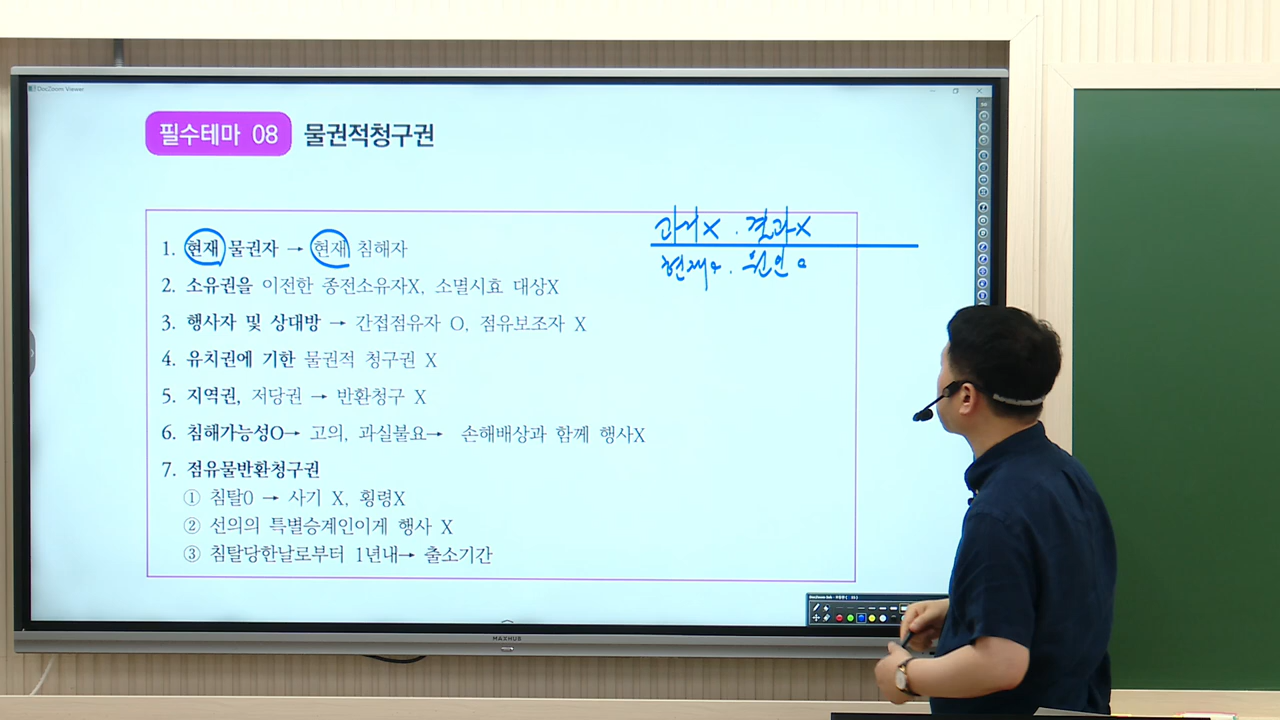 DocZoom Viewer
필수테마 08 물권적청구권
과거X . 결과X
현재o . 원인o
1. 현재 물권자 → 현재 침해자
2. 소유권을 이전한 종전소유자X, 소멸시효 대상X
3. 행사자 및 상대방 → 간접점유자 O, 점유보조자 X
4. 유치권에 기한 물권적 청구권 X
5. 지역권, 저당권 → 반환청구 X
6. 침해가능성O→ 고의, 과실불요→ 손해배상과 함께 행사X
7. 점유물반환청구권
① 침탈0 → 사기 X, 횡령X
② 선의의 특별승계인이게 행사 X
③ 침탈당한날로부터 1년내→ 출소기간
MAXHUB